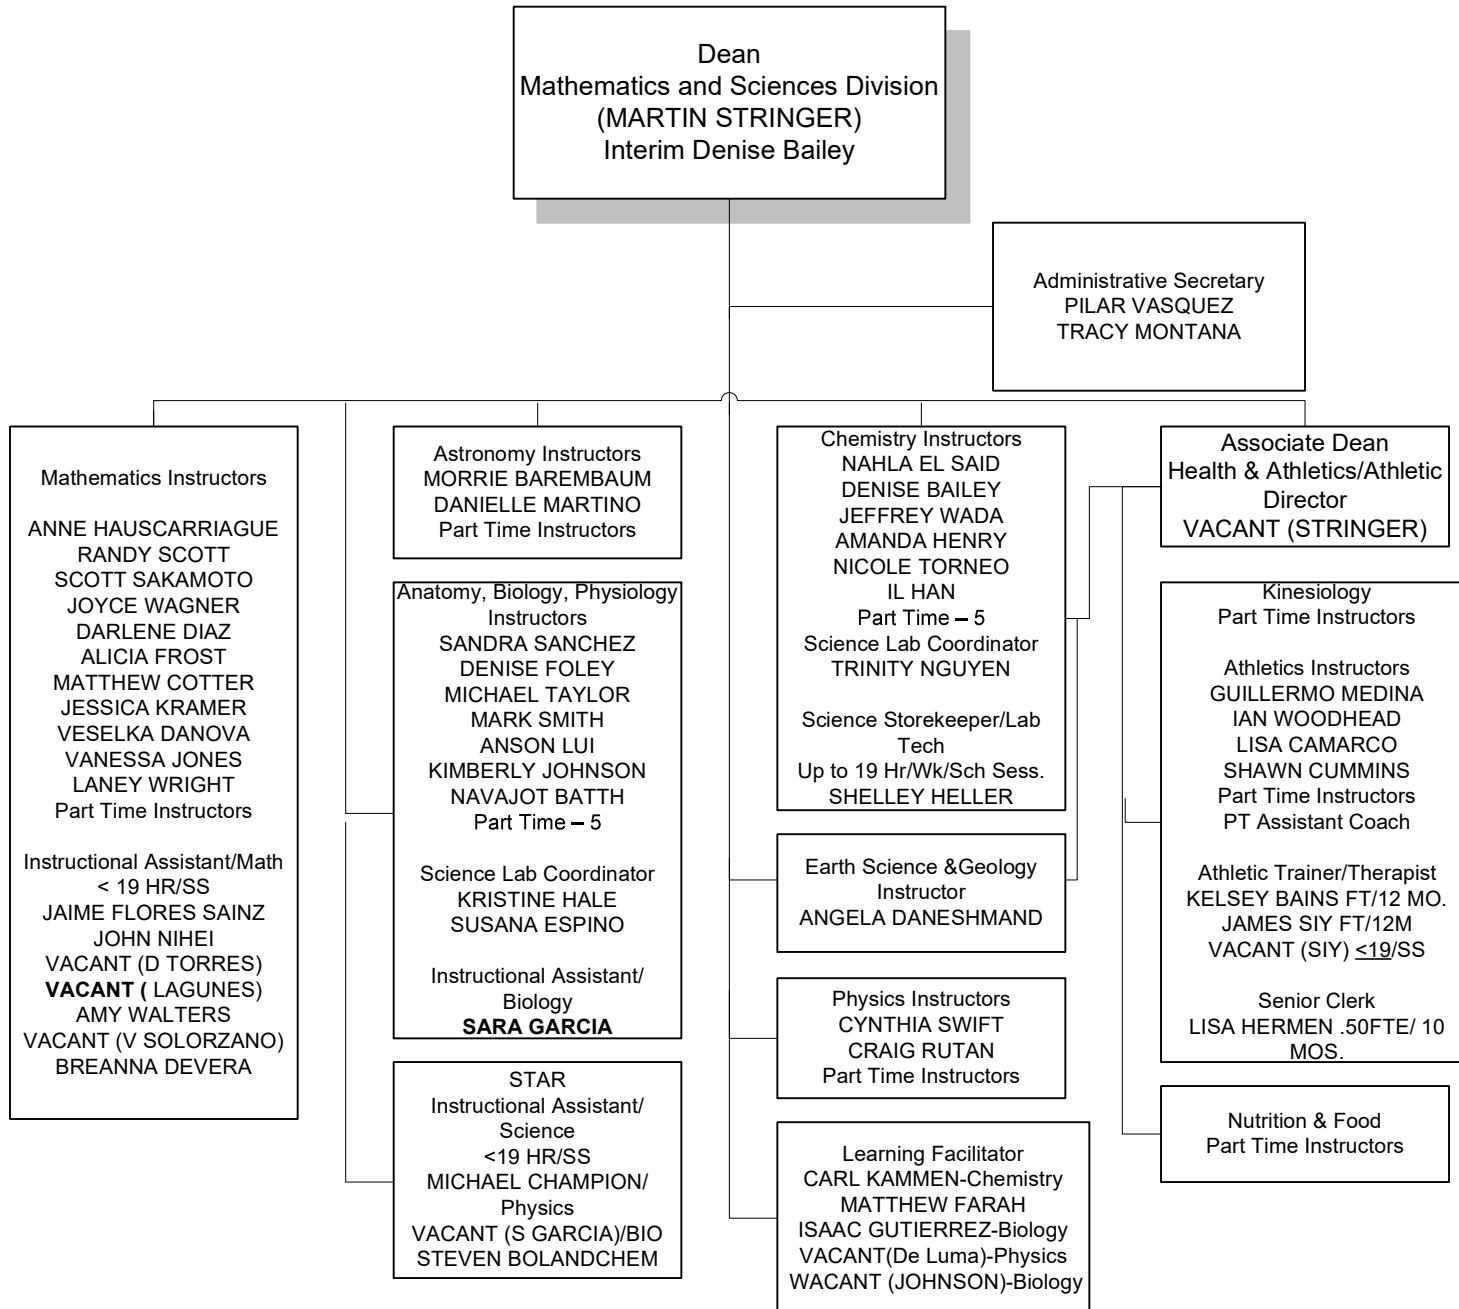 Dean
Mathematics and Sciences Division
(MARTIN STRINGER)
Interim Denise Bailey
Administrative Secretary
PILAR VASQUEZ
TRACY MONTANA
Mathematics Instructors
ANNE HAUSCARRIAGUE
RANDY SCOTT
SCOTT SAKAMOTO
JOYCE WAGNER
DARLENE DIAZ
ALICIA FROST
MATTHEW COTTER
JESSICA KRAMER
VESELKA DANOVA
VANESSA JONES
LANEY WRIGHT
Part Time Instructors
Instructional Assistant/Math
< 19 HR/SS
JAIME FLORES SAINZ
JOHN NIHEI
VACANT (D TORRES)
VACANT ( LAGUNES)
AMY WALTERS
VACANT (V SOLORZANO)
BREANNA DEVERA
Astronomy Instructors
MORRIE BAREMBAUM
DANIELLE MARTINO
Part Time Instructors
Anatomy, Biology, Physiology
Instructors
SANDRA SANCHEZ
DENISE FOLEY
MICHAEL TAYLOR
MARK SMITH
ANSON LUI
KIMBERLY JOHNSON
NAVAJOT BATTH
Part Time – 5
Science Lab Coordinator
KRISTINE HALE
SUSANA ESPINO
Instructional Assistant/
Biology
SARA GARCIA
STAR
Instructional Assistant/
Science
<19 HR/SS
MICHAEL CHAMPION/
Physics
VACANT (S GARCIA)/BIO
STEVEN BOLANDCHEM
Chemistry Instructors
NAHLA EL SAID
DENISE BAILEY
JEFFREY WADA
AMANDA HENRY
NICOLE TORNEO
IL HAN
Part Time – 5
Science Lab Coordinator
TRINITY NGUYEN
Science Storekeeper/Lab
Tech
Up to 19 Hr/Wk/Sch Sess.
SHELLEY HELLER
Earth Science &Geology
Instructor
ANGELA DANESHMAND
Physics Instructors
CYNTHIA SWIFT
CRAIG RUTAN
Part Time Instructors
Learning Facilitator
CARL KAMMEN-Chemistry
MATTHEW FARAH
ISAAC GUTIERREZ-Biology
VACANT(De Luma)-Physics
WACANT (JOHNSON)-Biology
Associate Dean
Health & Athletics/Athletic
Director
VACANT (STRINGER)
Kinesiology
Part Time Instructors
Athletics Instructors
GUILLERMO MEDINA
IAN WOODHEAD
LISA CAMARCO
SHAWN CUMMINS
Part Time Instructors
PT Assistant Coach
Athletic Trainer/Therapist
KELSEY BAINS FT/12 MO.
JAMES SIY FT/12M
VACANT (SIY) <19/SS
Senior Clerk
LISA HERMEN .50FTE/ 10
MOS.
Nutrition & Food
Part Time Instructors